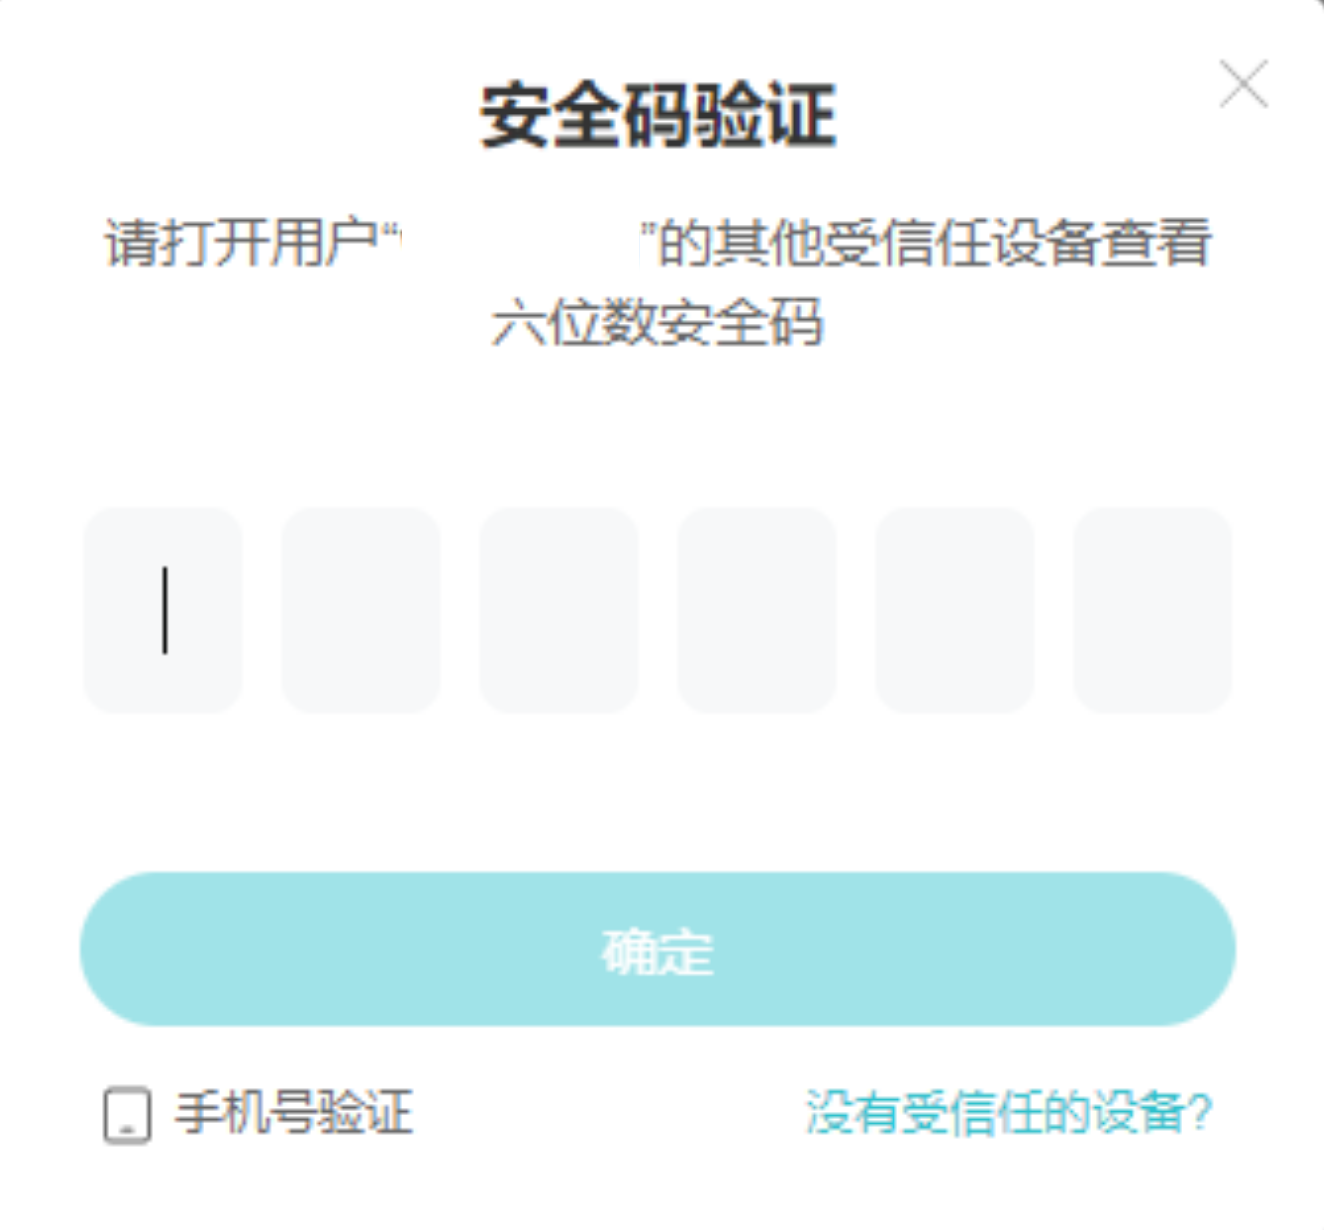 安全码验证
请打开用户“ ”的其他受信任设备查看
六位数安全码
确定
手机号验证
没有受信任的设备?